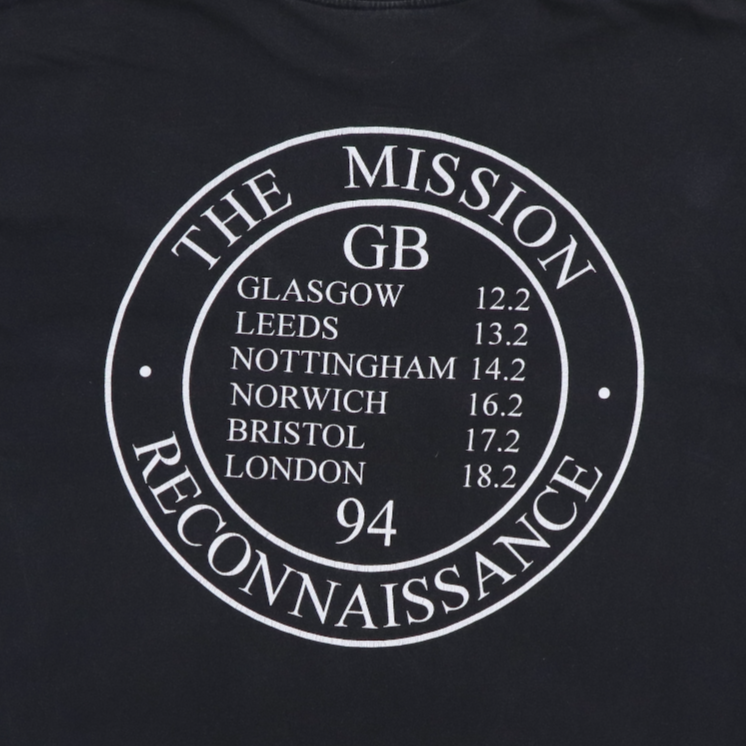 THE MISSION
GB
GLASGOW 12.2
LEEDS 13.2
NOTTINGHAM 14.2
NORWICH 16.2
BRISTOL 17.2
LONDON 18.2
94
RECONNAISSANCE